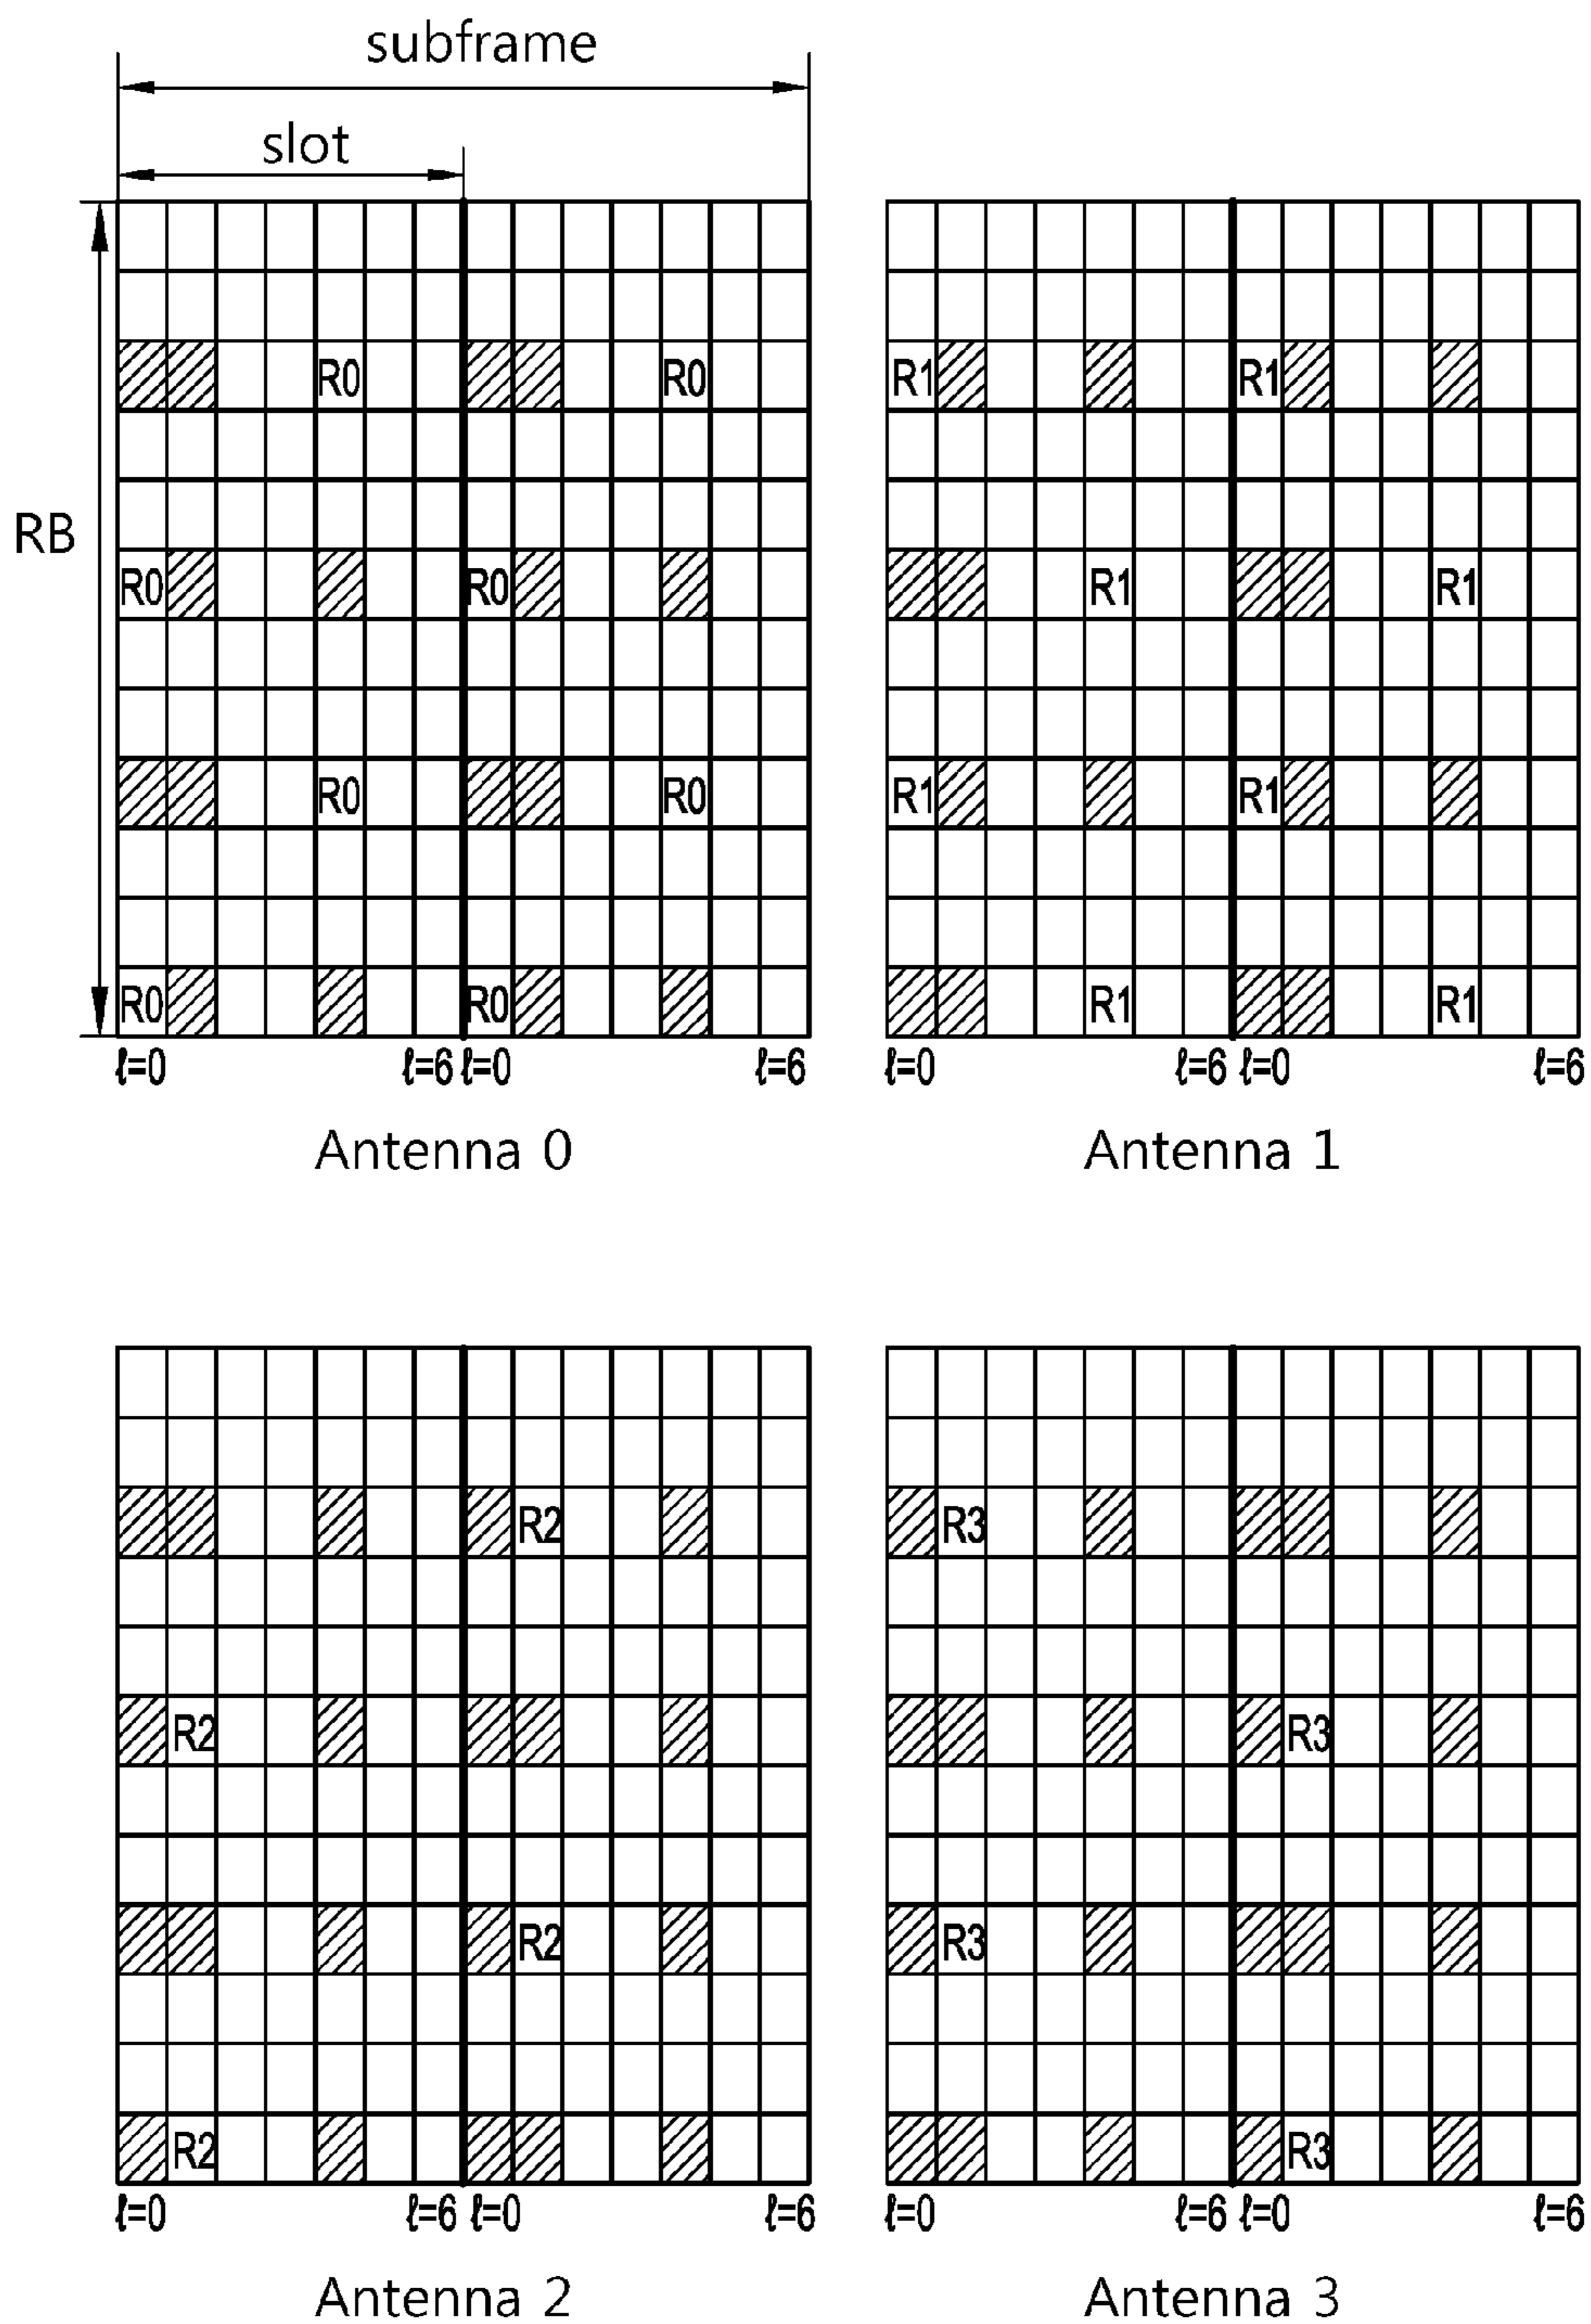 subframe
slot
R0 R0 R1 R1
RB
R0 R0 R1 R1
R0 R0 R1 R1
R0 R0 R1 R1
ℓ=0 ℓ=6 ℓ=0 ℓ=6 ℓ=0 ℓ=6 ℓ=0 ℓ=6
Antenna 0 Antenna 1
R2 R3
R2 R3
R2 R3
R2 R3
ℓ=0 ℓ=6 ℓ=0 ℓ=6 ℓ=0 ℓ=6 ℓ=0 ℓ=6
Antenna 2 Antenna 3